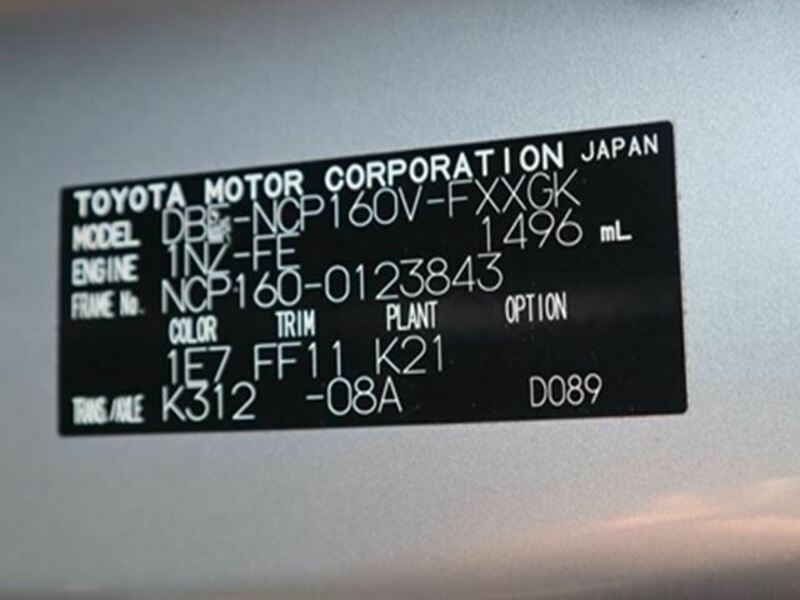 TOYOTA MOTOR CORPORATION JAPAN
MODEL DBE-NCP160V-FXXGK
ENGINE 1NZ-FE 1496 mL
FRAME No. NCP160-0123843
COLOR TRIM PLANT OPTION
1E7 FF11 K21
TRANS./AXLE K312 -08A D089